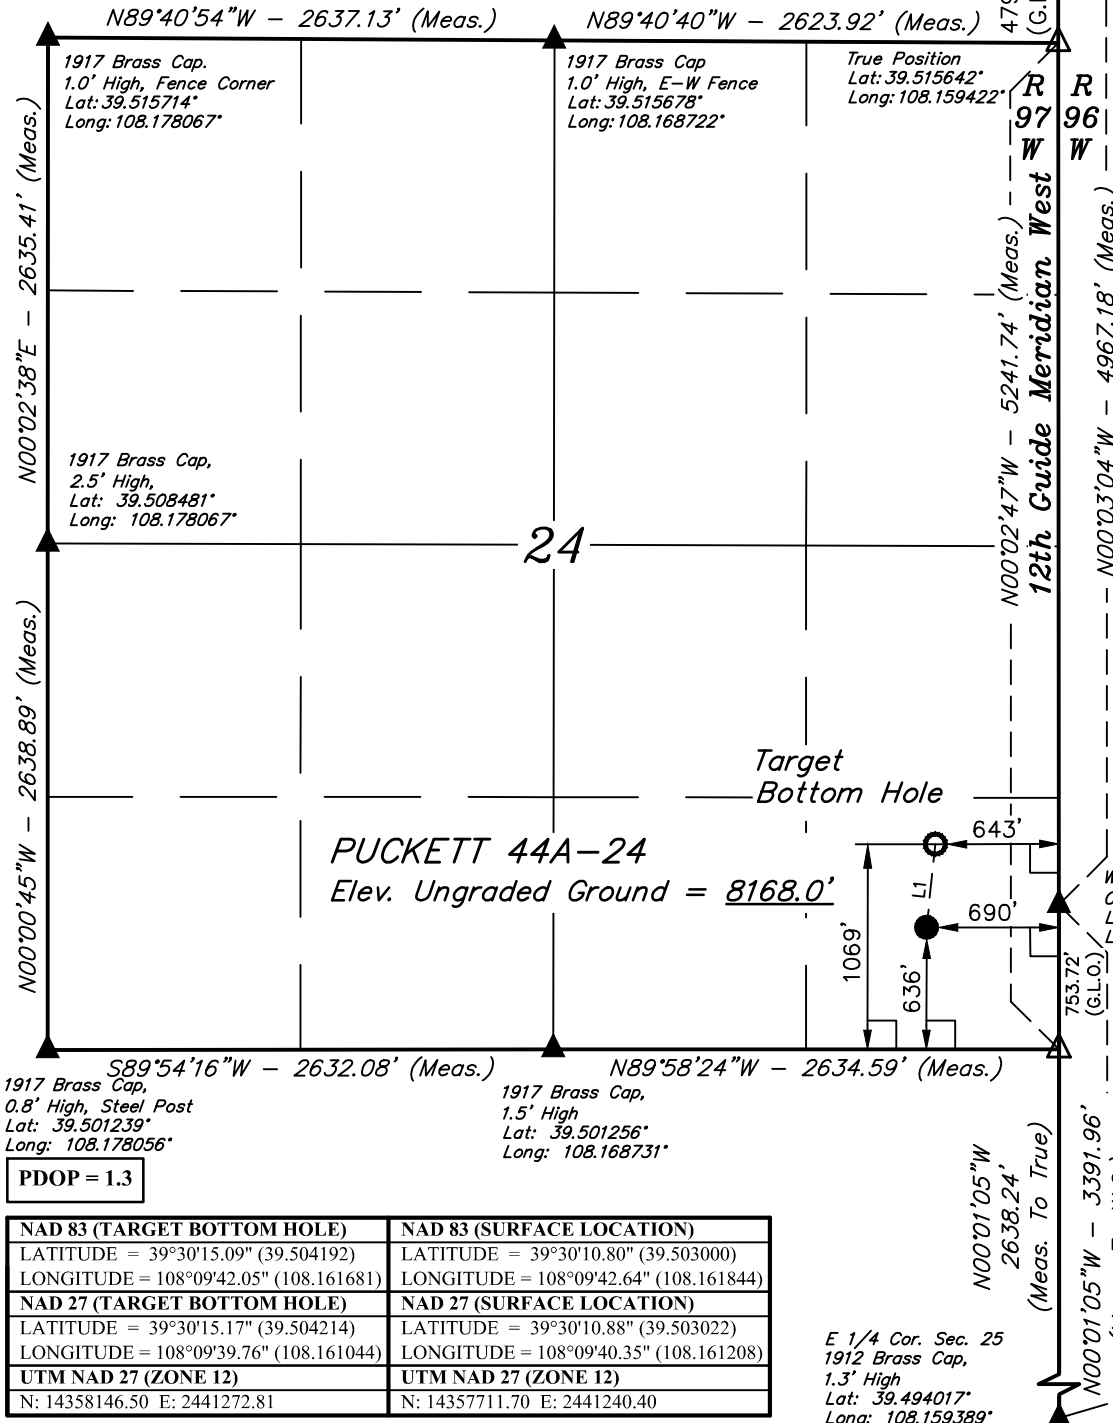 N89°40'54"W - 2637.13' (Meas.)
N89°40'40"W - 2623.92' (Meas.)
1917 Brass Cap.
1.0' High, Fence Corner
Lat: 39.515714°
Long: 108.178067°
1917 Brass Cap
1.0' High, E-W Fence
Lat: 39.515678°
Long: 108.168722°
True Position
Lat: 39.515642°
Long: 108.159422°
R
97
W
R
96
W
N00°02'38"E - 2635.41' (Meas.)
N00°02'47"W - 5241.74' (Meas.)
12th Guide Meridian West
N00°03'04"W - 4967.18' (Meas.)
1917 Brass Cap,
2.5' High,
Lat: 39.508481°
Long: 108.178067°
24
N00°00'45"W - 2638.89' (Meas.)
Target
Bottom Hole
PUCKETT 44A-24
Elev. Ungraded Ground = 8168.0'
643'
L1
690'
1069'
636'
753.72'
(G.L.O.)
S89°54'16"W - 2632.08' (Meas.)
N89°58'24"W - 2634.59' (Meas.)
1917 Brass Cap,
0.8' High, Steel Post
Lat: 39.501239°
Long: 108.178056°
1917 Brass Cap,
1.5' High
Lat: 39.501256°
Long: 108.168731°
PDOP = 1.3
N00°01'05"W
2638.24'
(Meas. To True)
N00°01'05"W - 3391.96'
NAD 83 (TARGET BOTTOM HOLE)
LATITUDE = 39°30'15.09" (39.504192)
LONGITUDE = 108°09'42.05" (108.161681)
NAD 27 (TARGET BOTTOM HOLE)
LATITUDE = 39°30'15.17" (39.504214)
LONGITUDE = 108°09'39.76" (108.161044)
UTM NAD 27 (ZONE 12)
N: 14358146.50 E: 2441272.81
NAD 83 (SURFACE LOCATION)
LATITUDE = 39°30'10.80" (39.503000)
LONGITUDE = 108°09'42.64" (108.161844)
NAD 27 (SURFACE LOCATION)
LATITUDE = 39°30'10.88" (39.503022)
LONGITUDE = 108°09'40.35" (108.161208)
UTM NAD 27 (ZONE 12)
N: 14357711.70 E: 2441240.40
E 1/4 Cor. Sec. 25
1912 Brass Cap,
1.3' High
Lat: 39.494017°
Long: 108.159389°